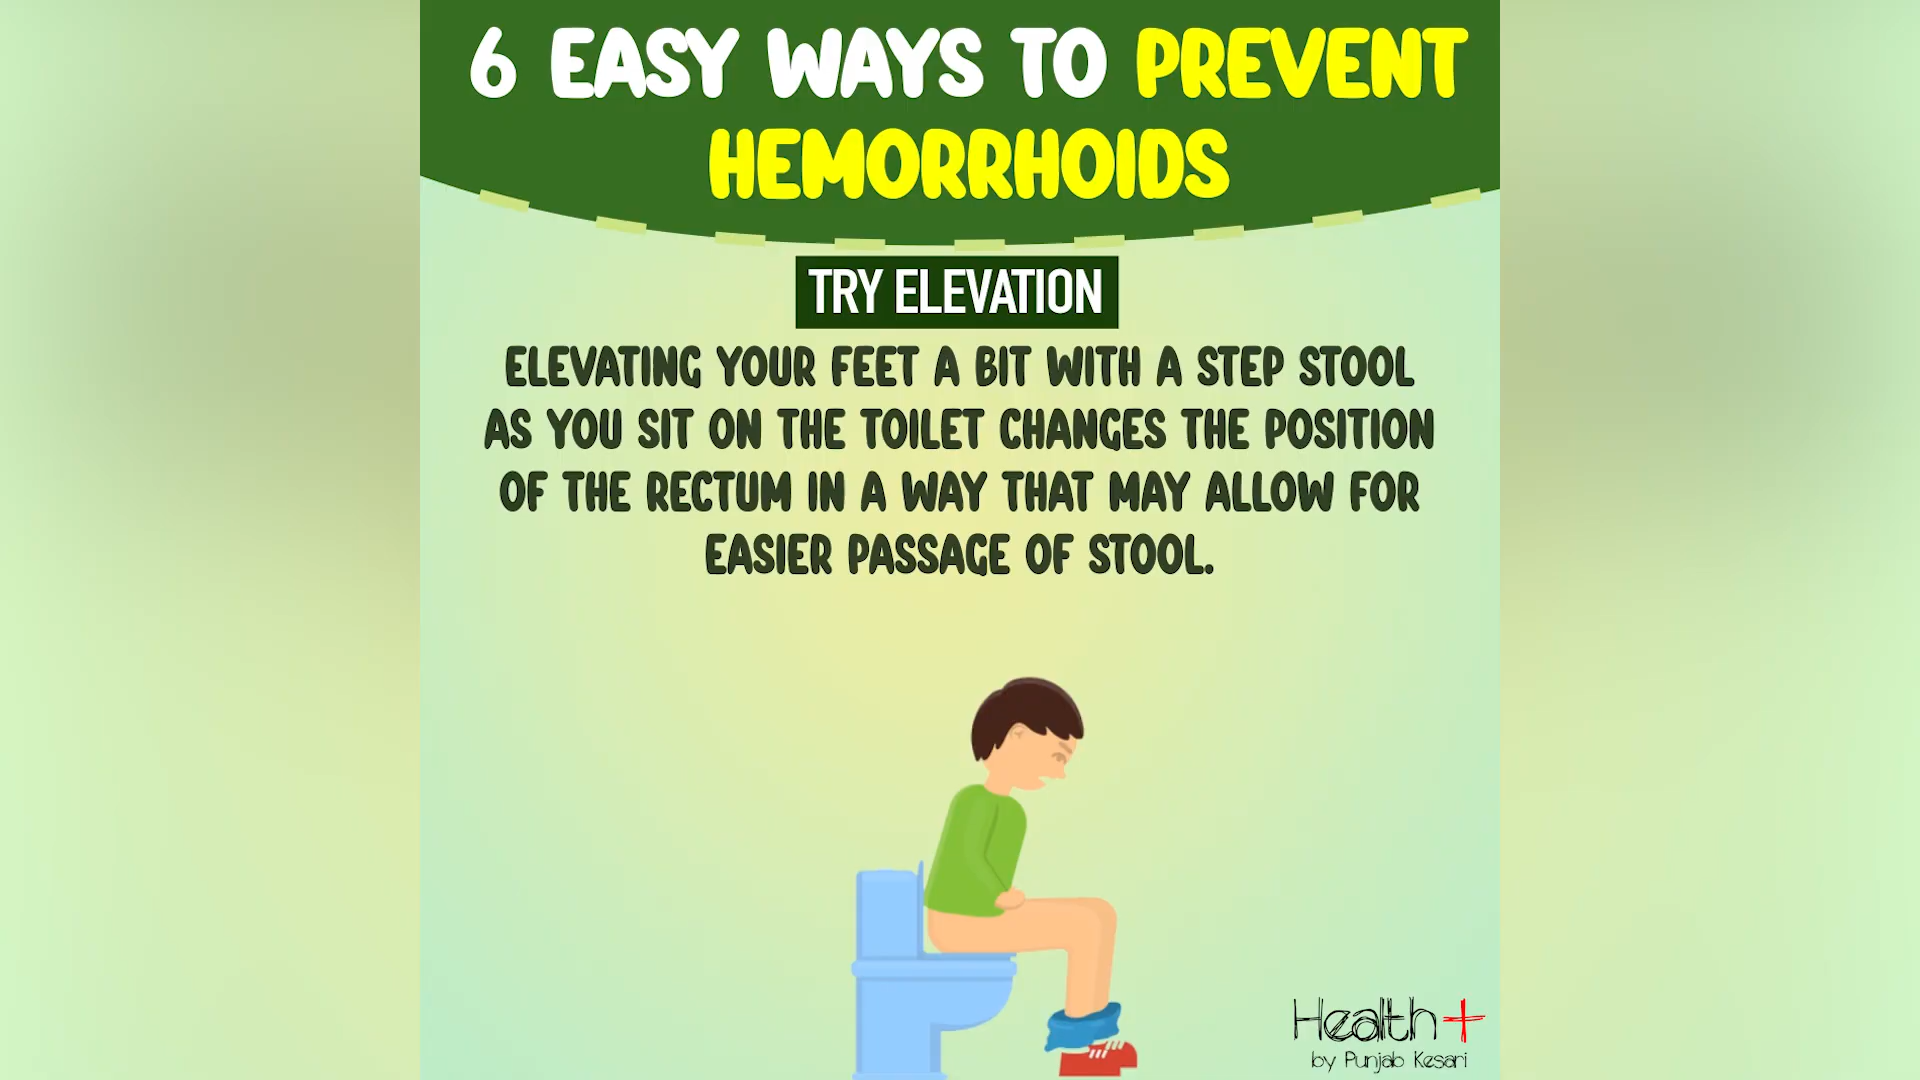 6 EASY WAYS TO PREVENT
HEMORRHOIDS
TRY ELEVATION
ELEVATING YOUR FEET A BIT WITH A STEP STOOL
AS YOU SIT ON THE TOILET CHANGES THE POSITION
OF THE RECTUM IN A WAY THAT MAY ALLOW FOR
EASIER PASSAGE OF STOOL.
Health+
by Punjab Kesari